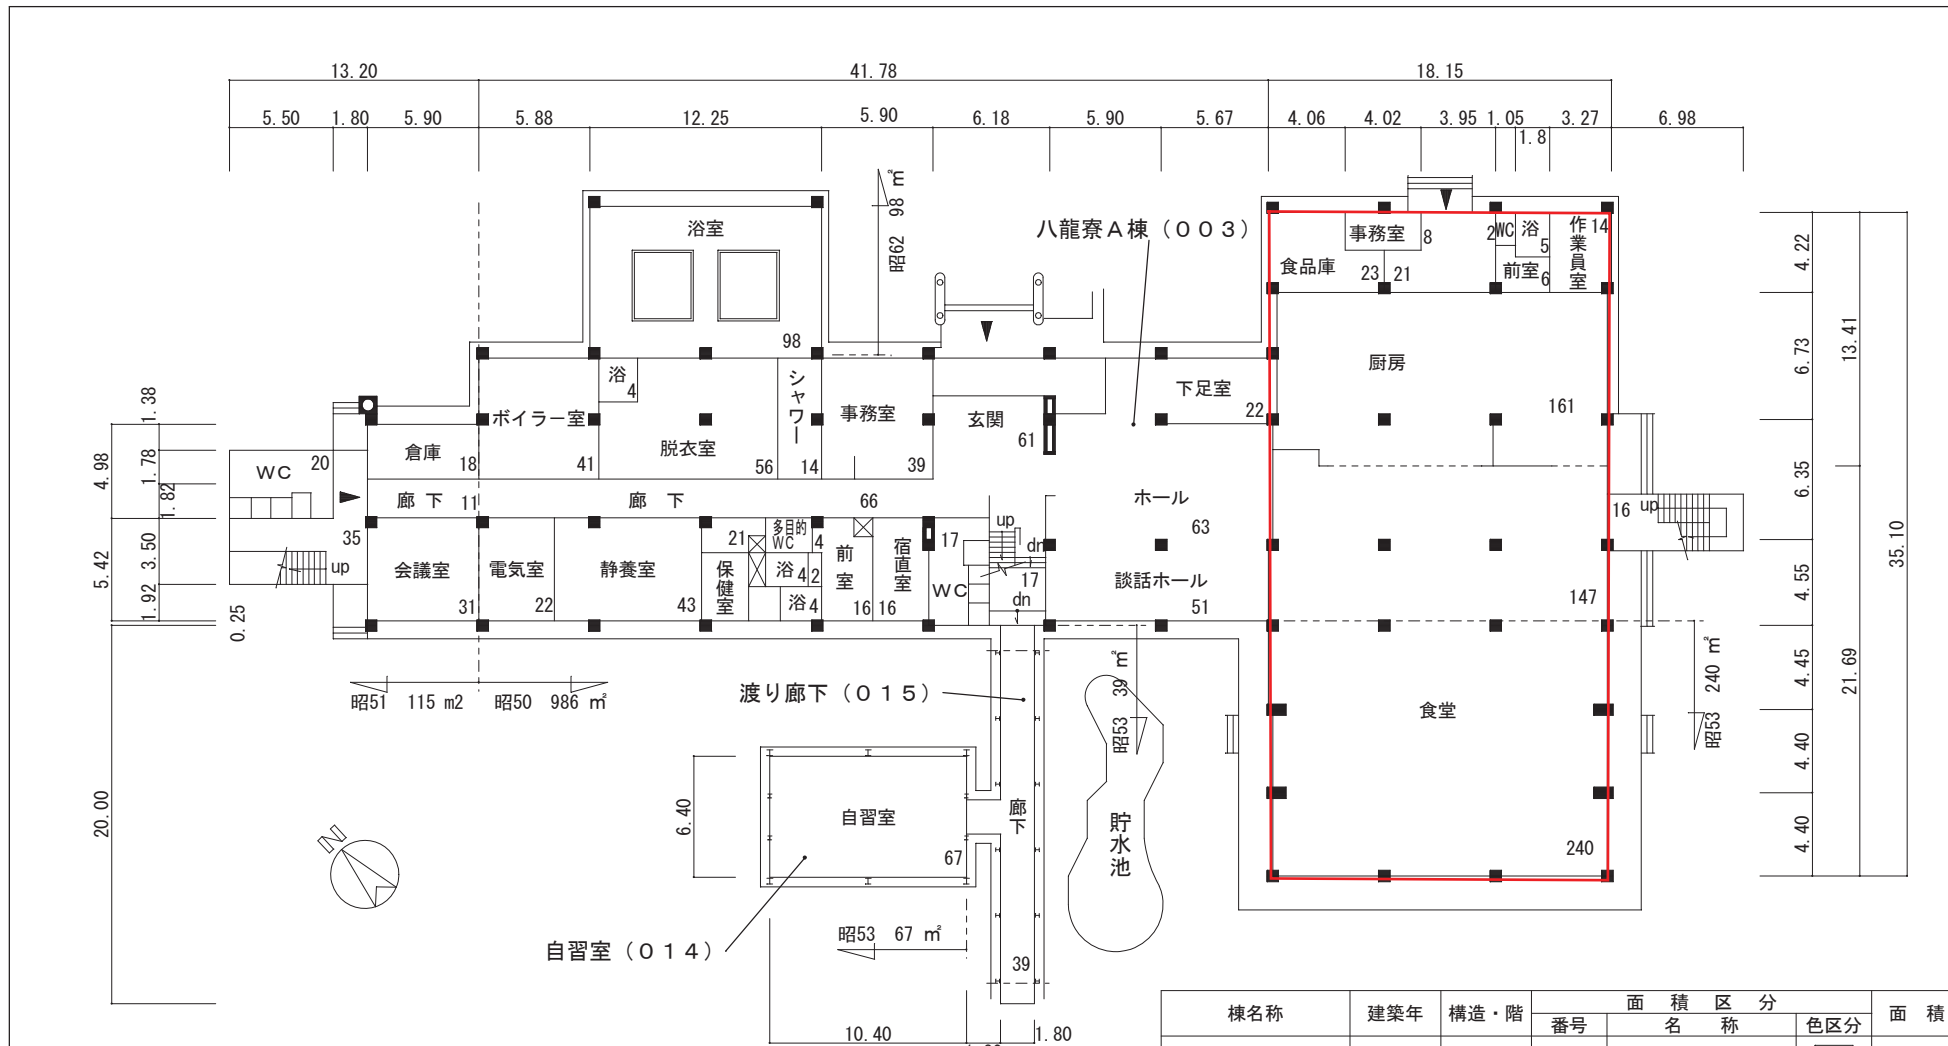 13.20
41.78
18.15
5.50 1.80 5.90 5.88 12.25 5.90 6.18 5.90 5.67 4.06 4.02 3.95 1.05 3.27 6.98
1.8
昭62 98 ㎡
浴室
八龍寮A棟(003)
事務室 8
2 WC 浴 5
作業員室 14
食品庫 23 21
前室 6
4.22
98
浴 4
シャワー
下足室
厨房
6.73
13.41
1.38
ボイラー室
事務室
玄関
22
161
倉庫 18
41
脱衣室
56
14
39
61
4.98
1.78
WC 20
6.35
1.82
廊 下 11
廊 下
66
ホール
63
16 up
35.10
35
21
多目的WC 4
前室
宿直室
17
up
dn
5.42
3.50
up
会議室
電気室
静養室
保健室
浴 4 2
17
談話ホール
4.55
1.92
31
22
43
浴 4
16
16
WC
dn
51
147
0.25
昭51 115 m2
昭50 986 ㎡
渡り廊下(015)
昭53 39 ㎡
昭53 240 ㎡
4.45
21.69
食堂
4.40
20.00
6.40
自習室
67
廊下
貯水池
240
4.40
N
自習室(014)
昭53 67 ㎡
39
10.40
1.80
棟名称 建築年 構造・階 面 積 区 分 面 積
番号 名 称 色区分